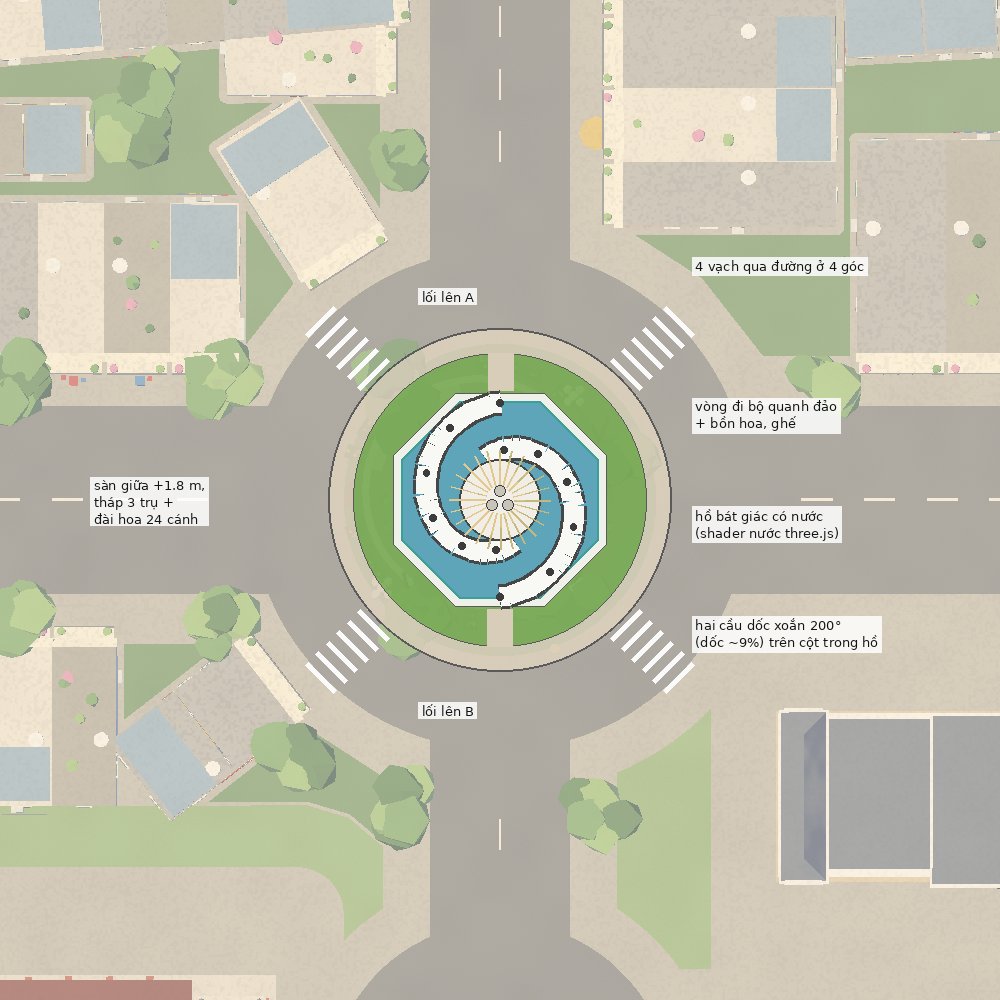 4 vạch qua đường ở 4 góc
lối lên A
vòng đi bộ quanh đảo
+ bồn hoa, ghế
sàn giữa +1.8 m,
tháp 3 trụ +
đài hoa 24 cánh
hồ bát giác có nước
(shader nước three.js)
hai cầu dốc xoắn 200°
(dốc ~9%) trên cột trong hồ
lối lên B